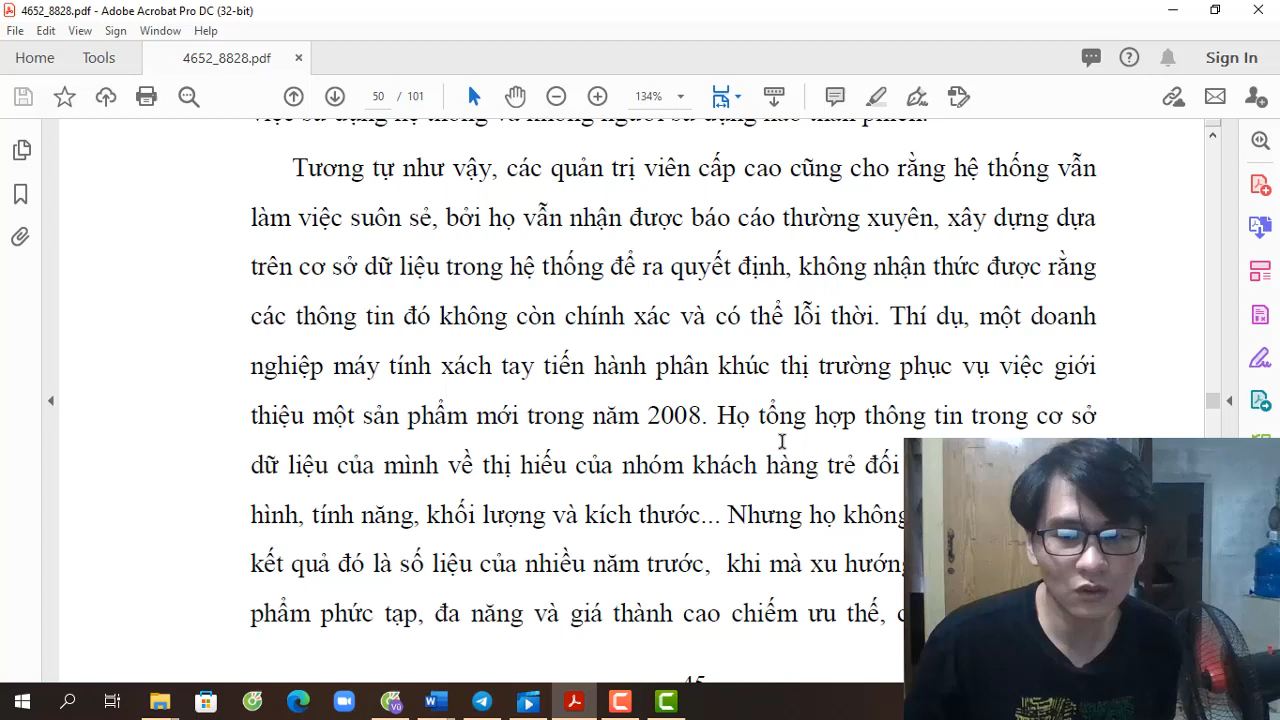 4652_8828.pdf - Adobe Acrobat Pro DC (32-bit)
File Edit View Sign Window Help
Home Tools 4652_8828.pdf × Sign In
50 / 101 134%
Tương tự như vậy, các quản trị viên cấp cao cũng cho rằng hệ thống vẫn
làm việc suôn sẻ, bởi họ vẫn nhận được báo cáo thường xuyên, xây dựng dựa
trên cơ sở dữ liệu trong hệ thống để ra quyết định, không nhận thức được rằng
các thông tin đó không còn chính xác và có thể lỗi thời. Thí dụ, một doanh
nghiệp máy tính xách tay tiến hành phân khúc thị trường phục vụ việc giới
thiệu một sản phẩm mới trong năm 2008. Họ tổng hợp thông tin trong cơ sở
dữ liệu của mình về thị hiếu của nhóm khách hàng trẻ đối
hình, tính năng, khối lượng và kích thước... Nhưng họ không
kết quả đó là số liệu của nhiều năm trước, khi mà xu hướng
phẩm phức tạp, đa năng và giá thành cao chiếm ưu thế,